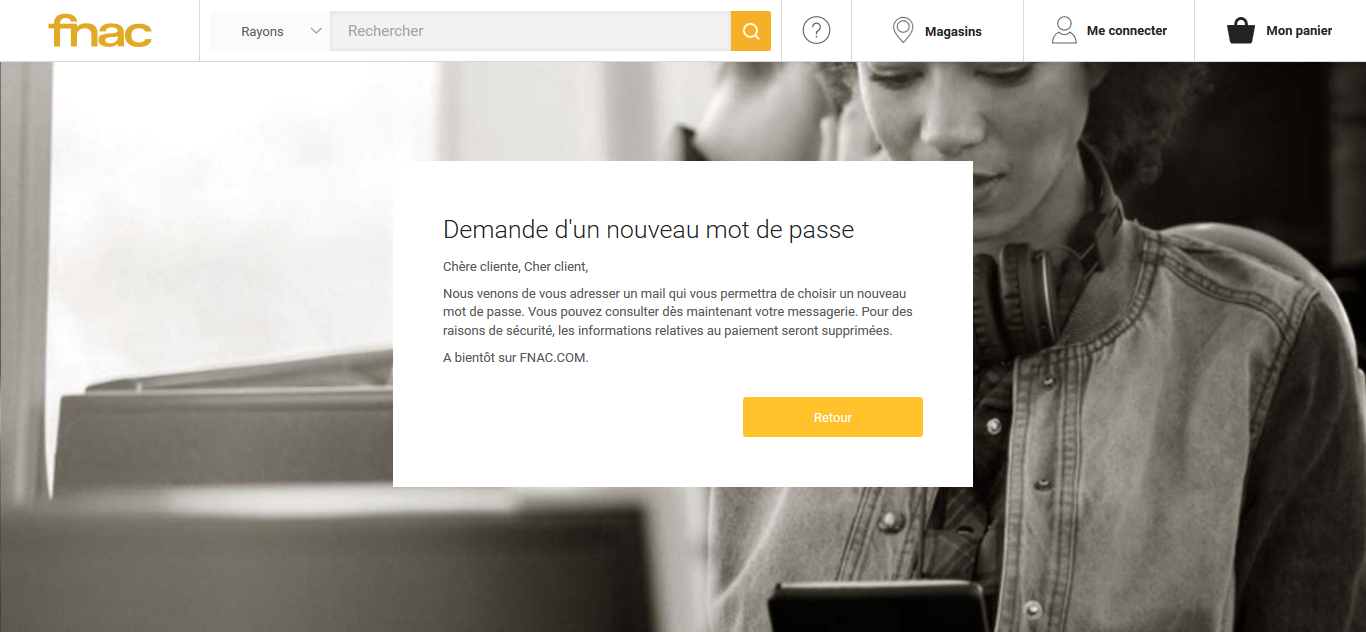 fnac
Rayons
Rechercher
?
Magasins
Me connecter
Mon panier
Demande d'un nouveau mot de passe
Chère cliente, Cher client,
Nous venons de vous adresser un mail qui vous permettra de choisir un nouveau
mot de passe. Vous pouvez consulter dès maintenant votre messagerie. Pour des
raisons de sécurité, les informations relatives au paiement seront supprimées.
A bientôt sur FNAC.COM.
Retour